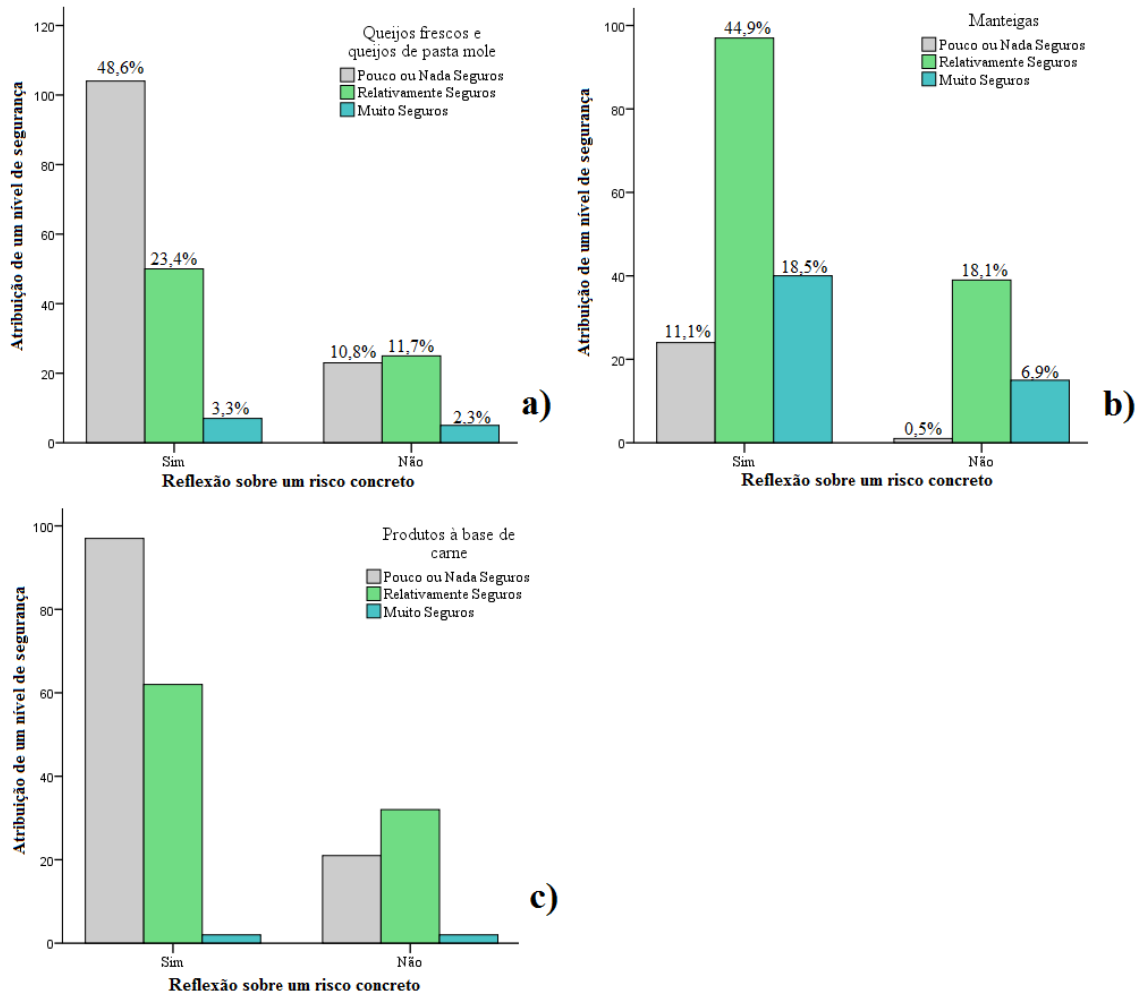 Queijos frescos e
queijos de pasta mole
Pouco ou Nada Seguros
Relativamente Seguros
Muito Seguros
Atribuição de um nível de segurança
120
100
80
60
40
20
0
48,6%
23,4%
3,3%
10,8%
11,7%
2,3%
Sim
Não
Reflexão sobre um risco concreto
a)
Manteigas
Pouco ou Nada Seguros
Relativamente Seguros
Muito Seguros
Atribuição de um nível de segurança
100
80
60
40
20
0
11,1%
44,9%
18,5%
0,5%
18,1%
6,9%
Sim
Não
Reflexão sobre um risco concreto
b)
Produtos à base de
carne
Pouco ou Nada Seguros
Relativamente Seguros
Muito Seguros
Atribuição de um nível de segurança
100
80
60
40
20
0
Sim
Não
Reflexão sobre um risco concreto
c)